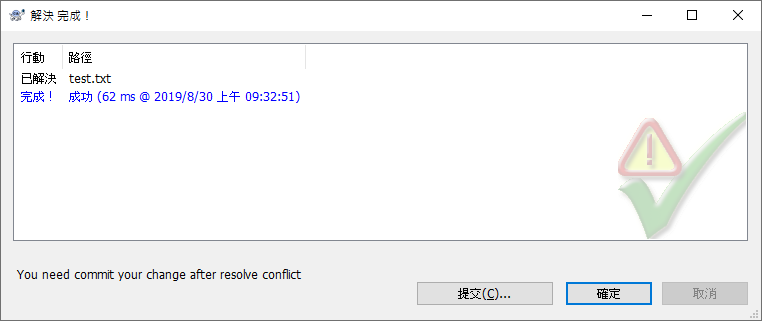 解決 完成！
行動 路徑
已解決 test.txt
完成！ 成功 (62 ms @ 2019/8/30 上午 09:32:51)
You need commit your change after resolve conflict
提交(C)... 確定 取消